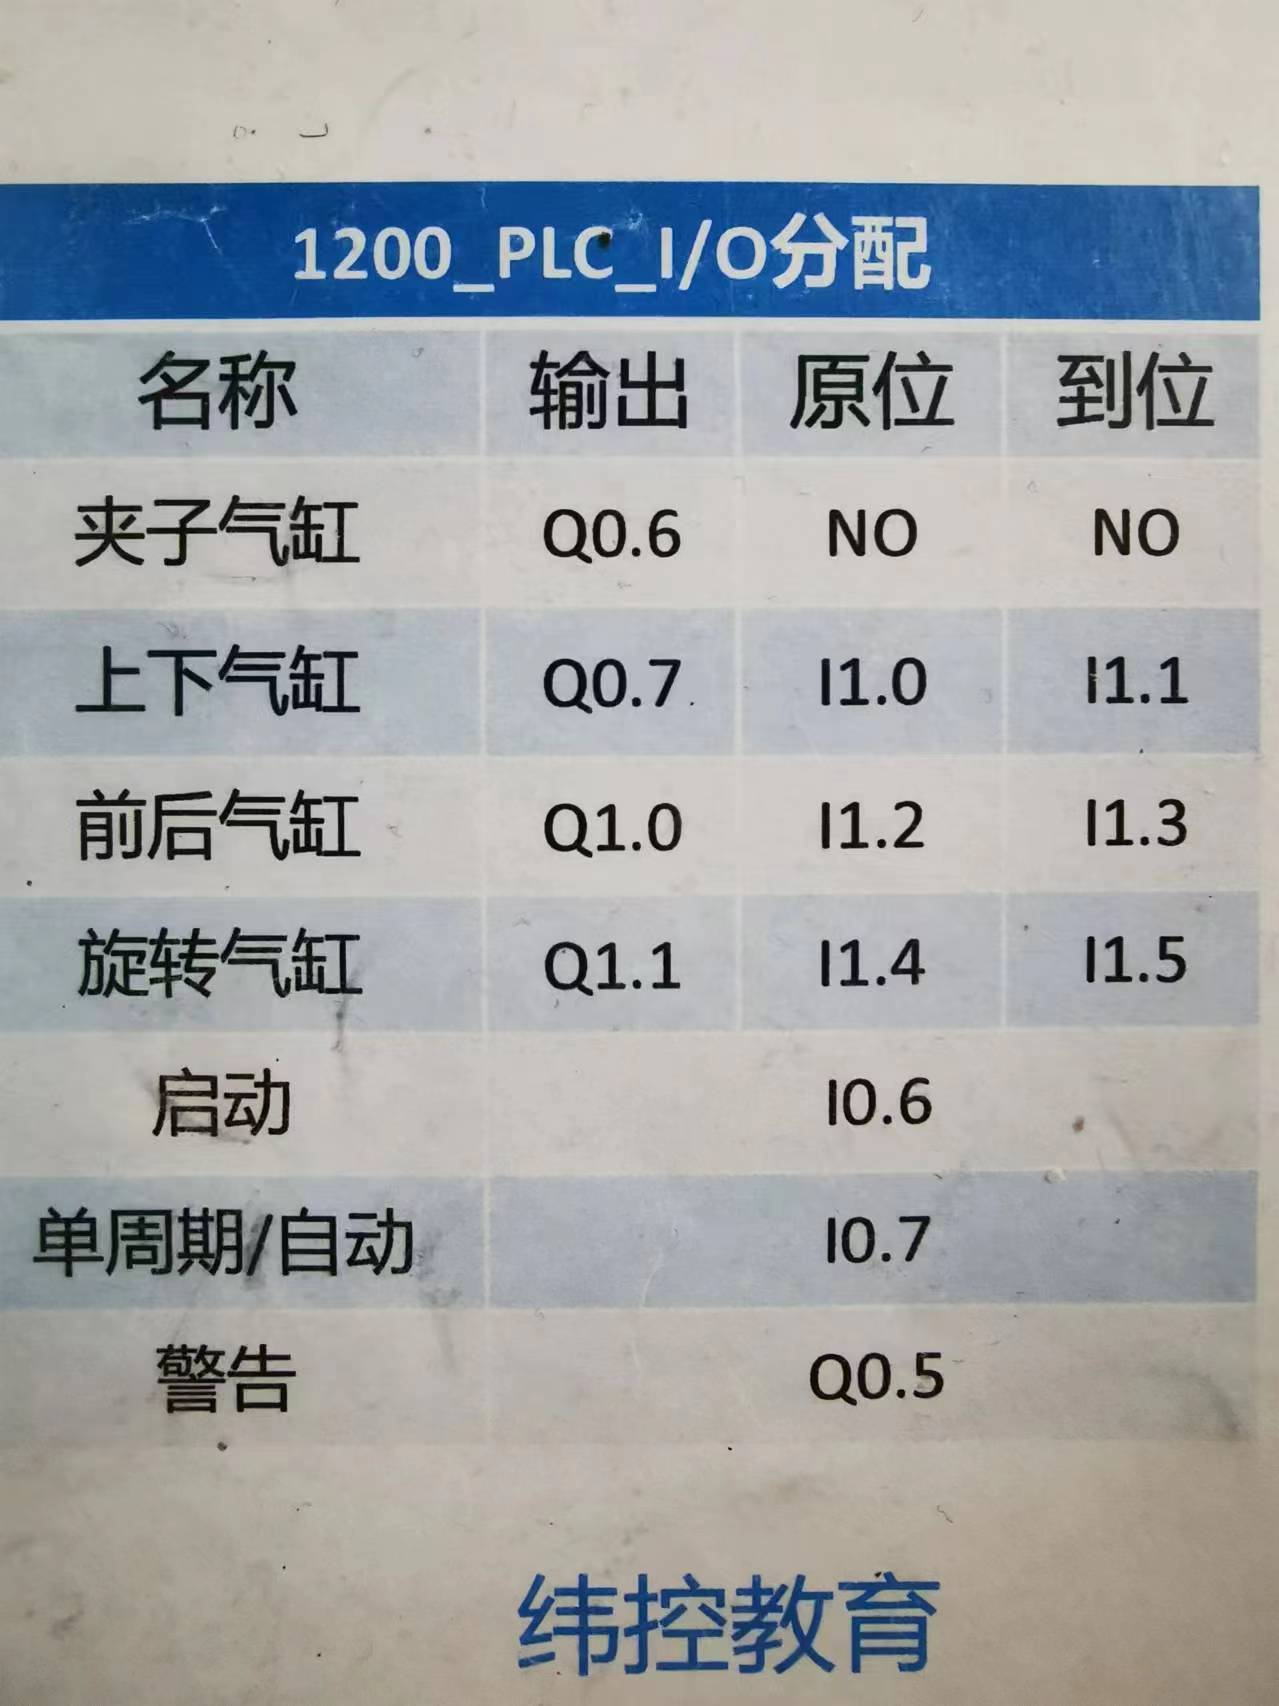 1200_PLC_I/O分配
名称 输出 原位 到位
夹子气缸 Q0.6 NO NO
上下气缸 Q0.7 I1.0 I1.1
前后气缸 Q1.0 I1.2 I1.3
旋转气缸 Q1.1 I1.4 I1.5
启动 I0.6
单周期/自动 I0.7
警告 Q0.5
纬控教育